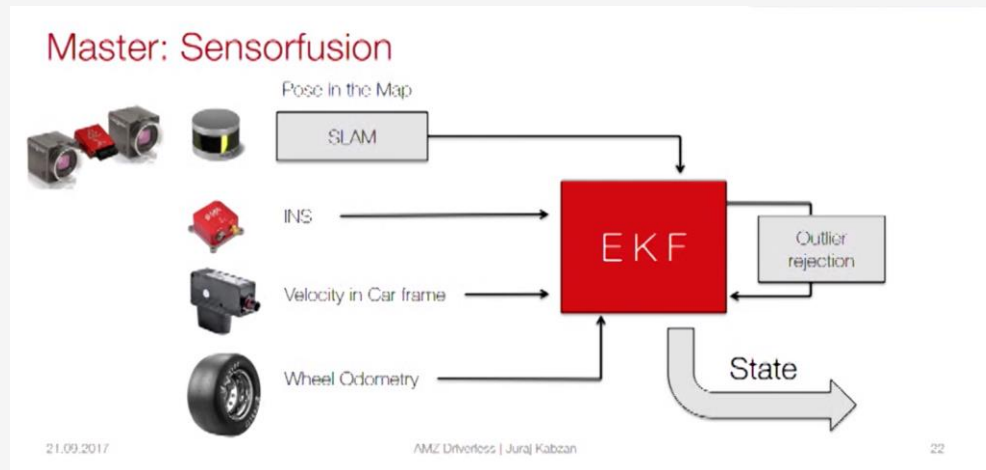 Master: Sensorfusion
Pose in the Map
SLAM
INS
EKF
Outlier
rejection
Velocity in Car frame
Wheel Odometry
State
21.09.2017
AMZ Driverless | Juraj Kabzan
22